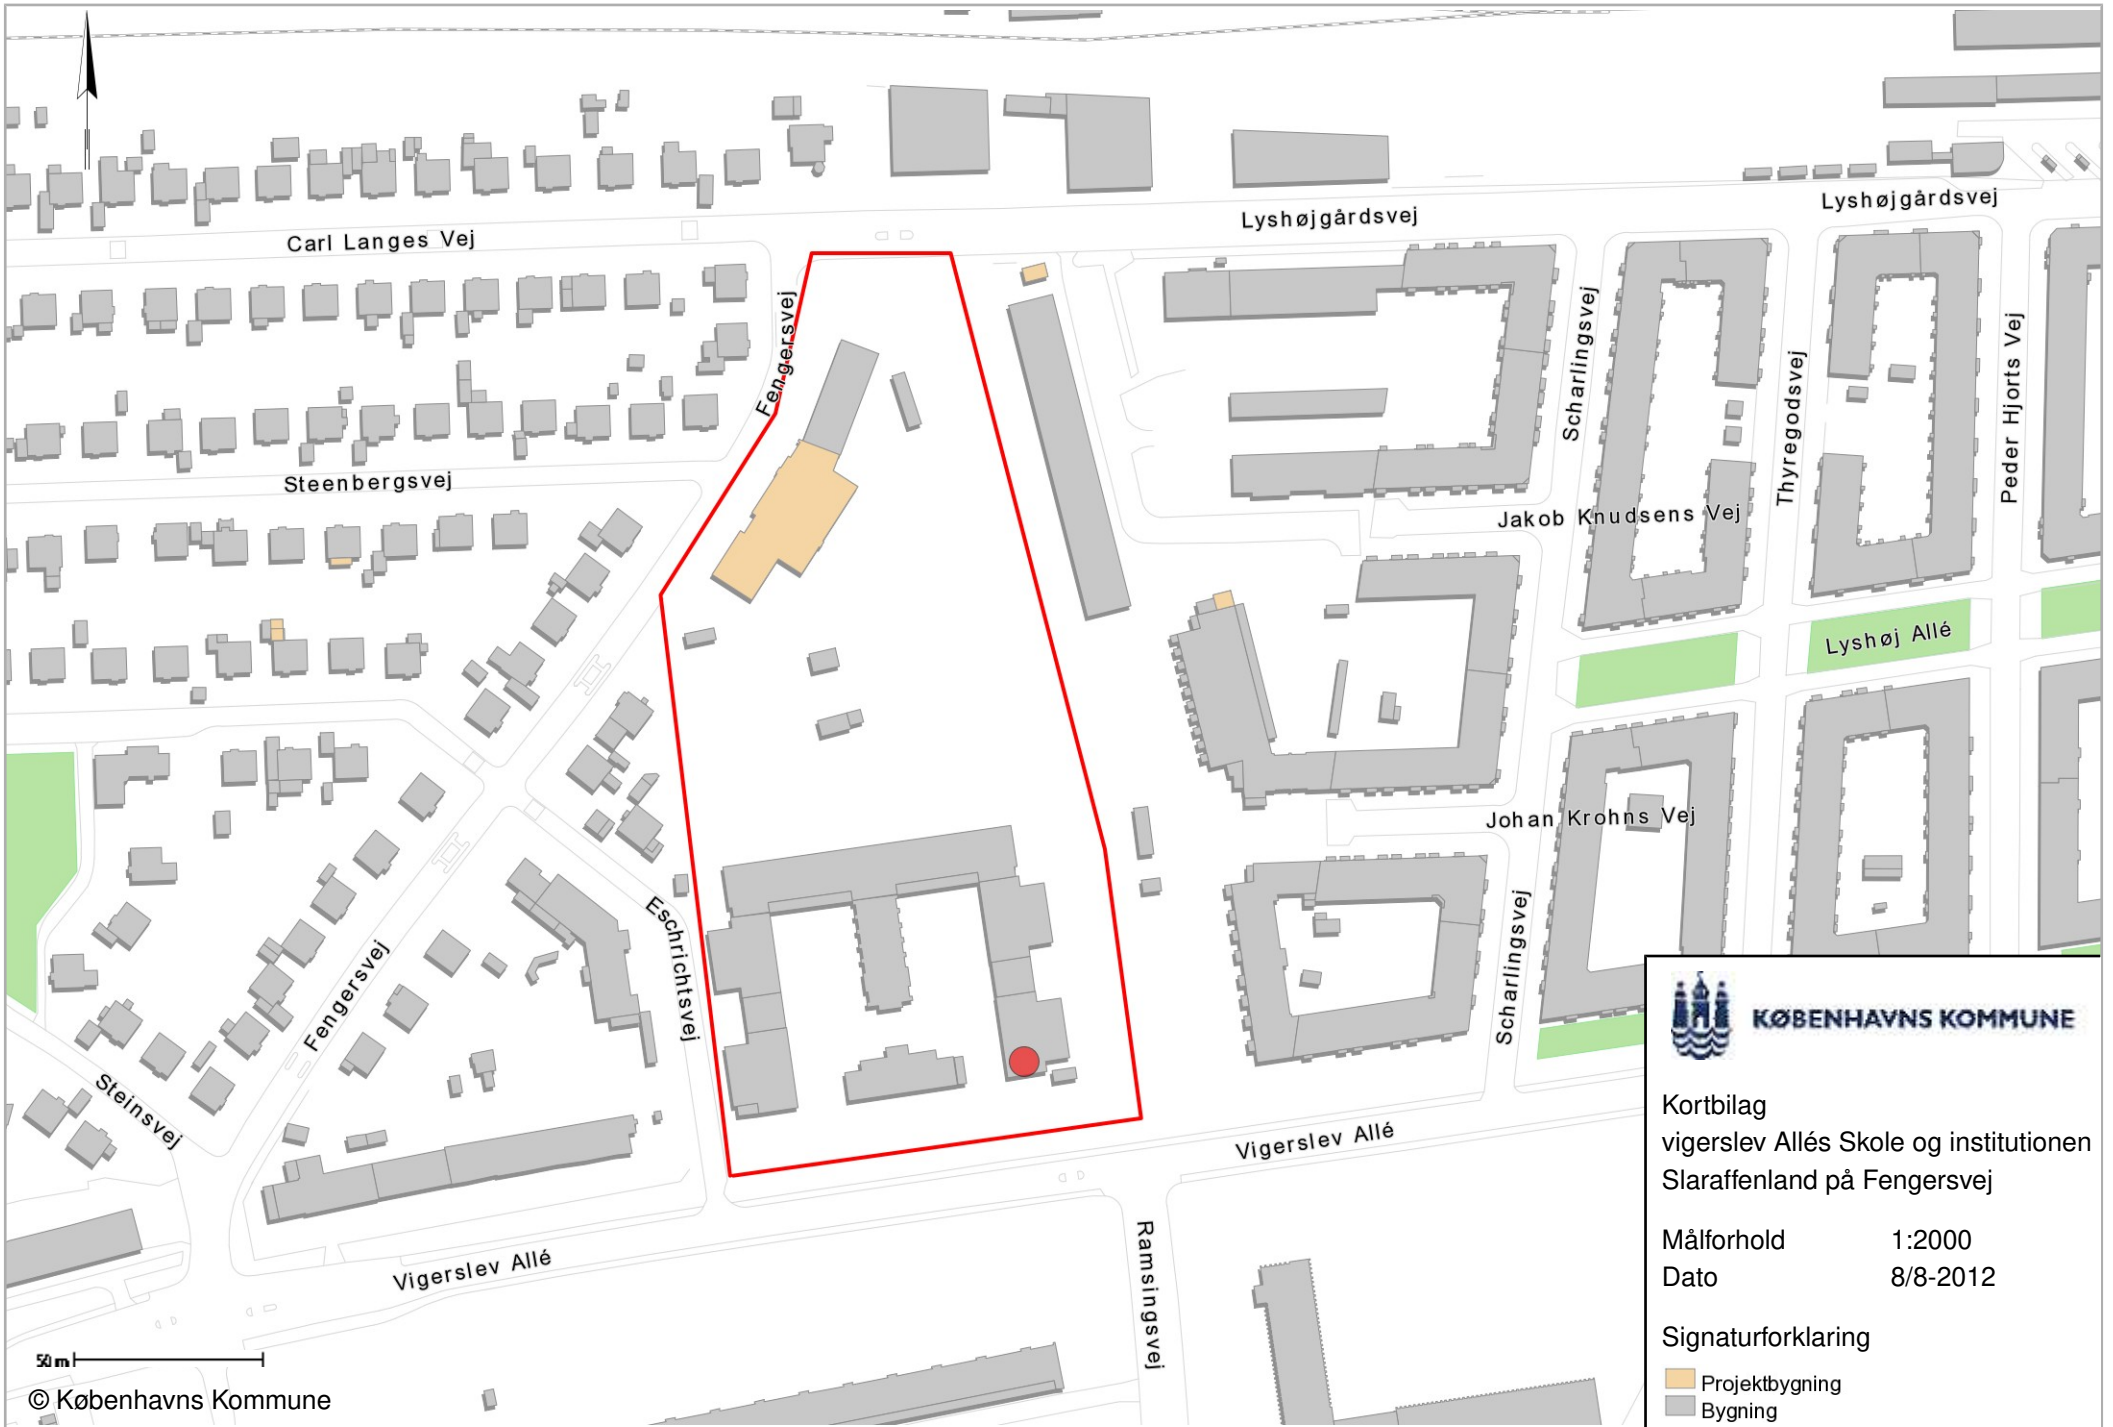 Lyshøjgårdsvej
Lyshøjgårdsvej
Carl Langes Vej
Fengersvej
Scharlingsvej
Thyregodsvej
Peder Hjorts Vej
Steenbergsvej
Jakob Knudsens Vej
Lyshøj Allé
Johan Krohns Vej
Eschrichtsvej
Fengersvej
Scharlingsvej
Steinsvej
Vigerslev Allé
Vigerslev Allé
Ramsingsvej
© Københavns Kommune
KØBENHAVNS KOMMUNE
Kortbilag
vigerslev Allés Skole og institutionen
Slaraffenland på Fengersvej
Målforhold 1:2000
Dato 8/8-2012
Signaturforklaring
Projektbygning
Bygning